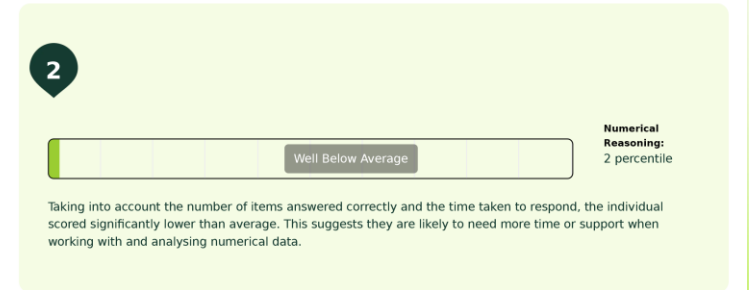 2
Well Below Average
Numerical
Reasoning:
2 percentile
Taking into account the number of items answered correctly and the time taken to respond, the individual
scored significantly lower than average. This suggests they are likely to need more time or support when
working with and analysing numerical data.